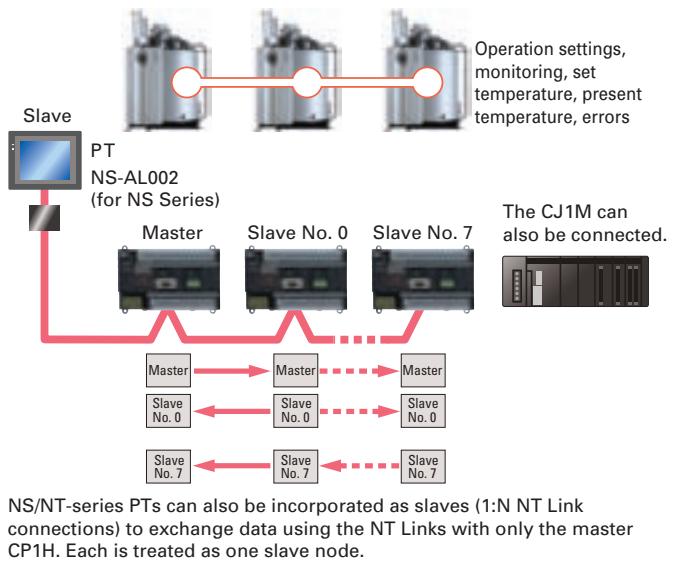 Operation settings,
monitoring, set
temperature, present
temperature, errors
Slave
PT
NS-AL002
(for NS Series)
Master
Slave No. 0
Slave No. 7
The CJ1M can
also be connected.
Master
Master
Master
Slave
No. 0
Slave
No. 0
Slave
No. 0
Slave
No. 7
Slave
No. 7
Slave
No. 7
NS/NT-series PTs can also be incorporated as slaves (1:N NT Link
connections) to exchange data using the NT Links with only the master
CP1H. Each is treated as one slave node.